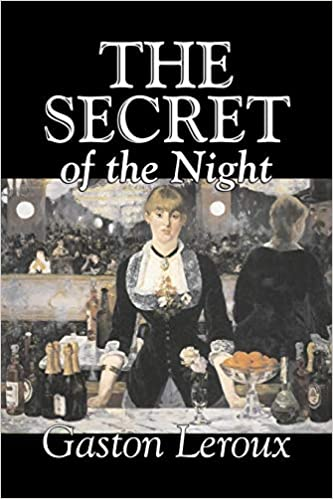 THE
SECRET
of the Night
Gaston Leroux